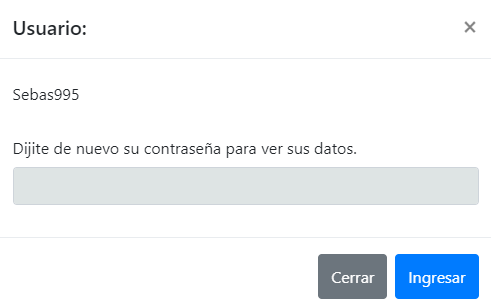 Usuario:
×
Sebas995
Dijite de nuevo su contraseña para ver sus datos.
Cerrar Ingresar